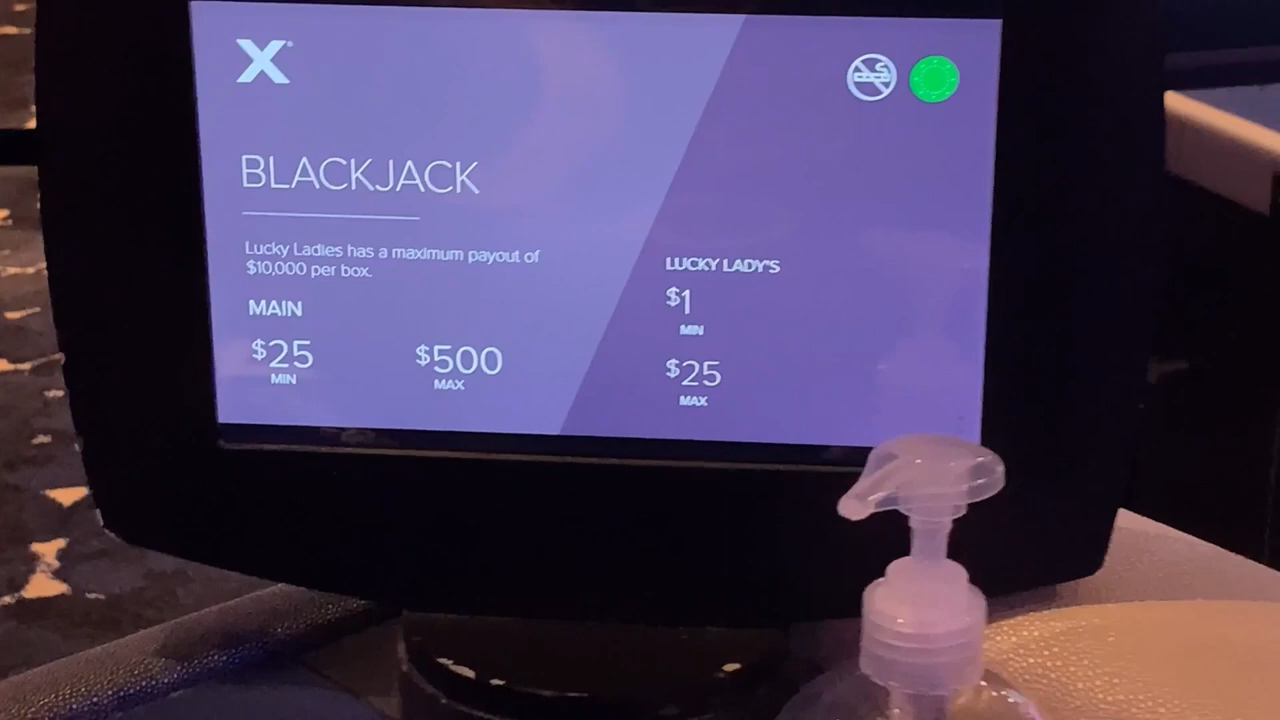 X
BLACKJACK
Lucky Ladies has a maximum payout of
$10,000 per box.
MAIN
$25
MIN
$500
MAX
LUCKY LADY'S
$1
MIN
$25
MAX